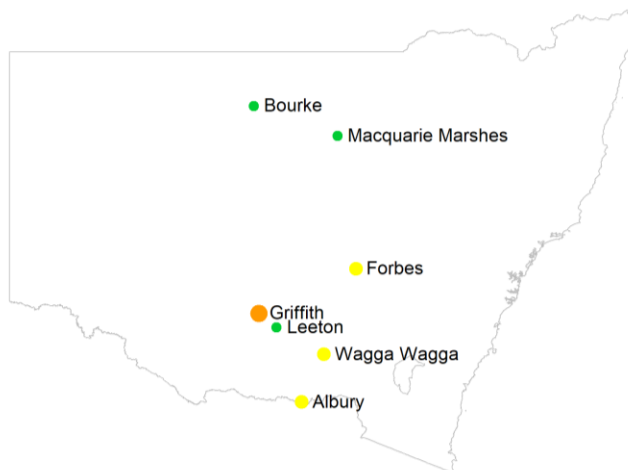 Bourke
Macquarie Marshes
Forbes
Griffith
Leeton
Wagga Wagga
Albury